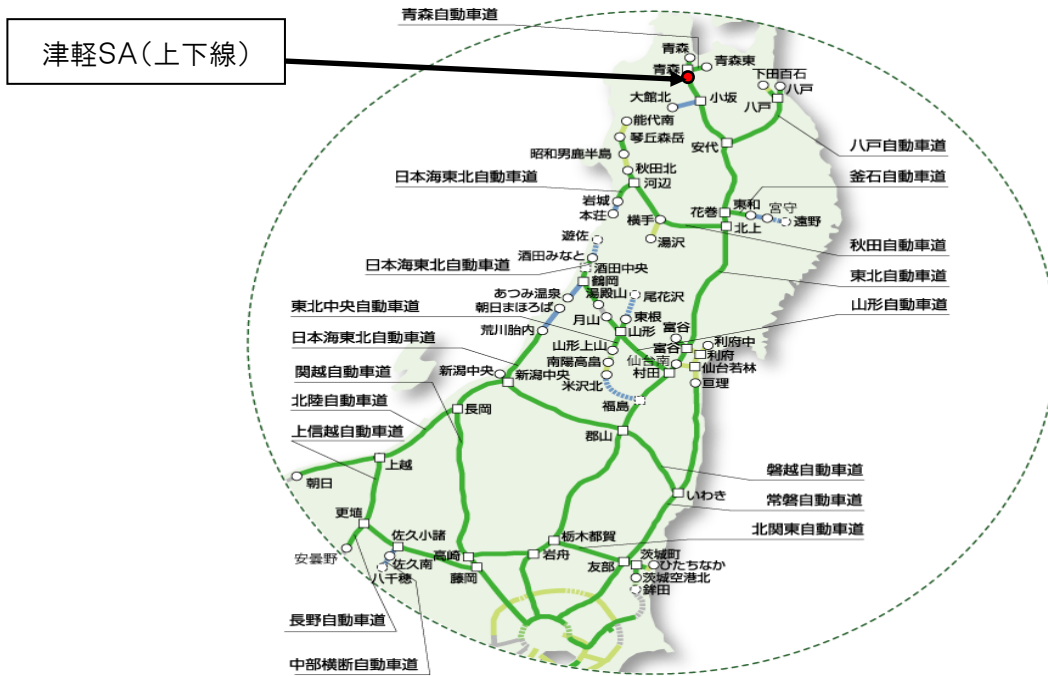 青森自動車道
津軽SA(上下線)
青森
青森東
青森
下田百石
八戸
大館北
小坂
八戸
能代南
琴丘森岳
安代
八戸自動車道
昭和男鹿半島
秋田北
釜石自動車道
日本海東北自動車道
河辺
岩城
本荘
横手
花巻
東和
宮守
遠野
北上
湯沢
秋田自動車道
遊佐
酒田みなと
日本海東北自動車道
酒田中央
東北自動車道
鶴岡
あつみ温泉
湯殿山
尾花沢
東北中央自動車道
朝日まほろば
月山
東根
山形自動車道
荒川胎内
山形
富谷
日本海東北自動車道
山形上山
富谷
利府中
利府
南陽高畠
仙台南
仙台若林
関越自動車道
新潟中央
新潟中央
村田
亘理
米沢北
北陸自動車道
長岡
福島
上信越自動車道
郡山
上越
磐越自動車道
朝日
いわき
常磐自動車道
更埴
佐久小諸
栃木都賀
北関東自動車道
安曇野
佐久南
高崎
岩舟
友部
茨城町
ひたちなか
八千穂
藤岡
茨城空港北
鉾田
長野自動車道
中部横断自動車道